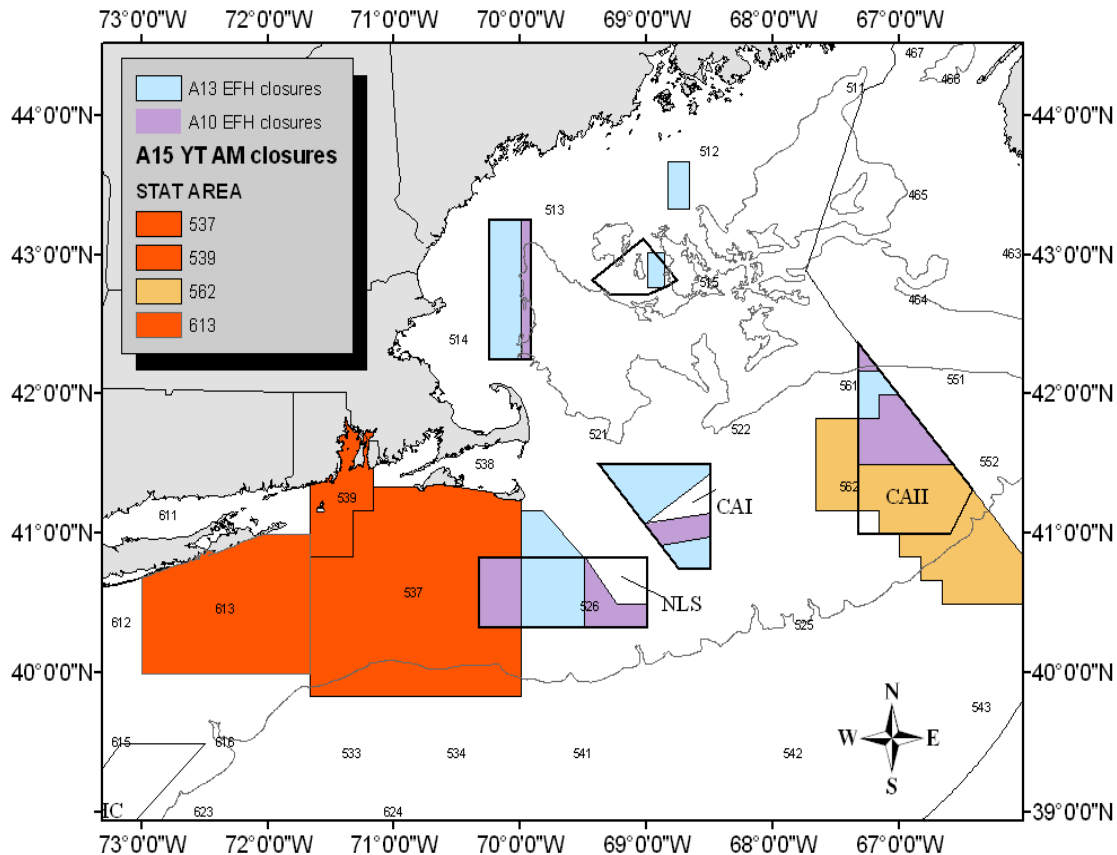 73°0'0"W 72°0'0"W 71°0'0"W 70°0'0"W 69°0'0"W 68°0'0"W 67°0'0"W
A13 EFH closures
A10 EFH closures
A15 YT AM closures
STAT AREA
537
539
562
613
44°0'0"N
43°0'0"N
42°0'0"N
41°0'0"N
40°0'0"N
39°0'0"N
44°0'0"N
43°0'0"N
42°0'0"N
41°0'0"N
40°0'0"N
39°0'0"N
467
466
511
512
465
513
463
515
464
514
561
551
521
522
538
552
562
CAII
539
CAI
611
537
526
NLS
613
612
525
543
N
W E
S
615
616
533
534
541
542
IC
623
624
73°0'0"W 72°0'0"W 71°0'0"W 70°0'0"W 69°0'0"W 68°0'0"W 67°0'0"W